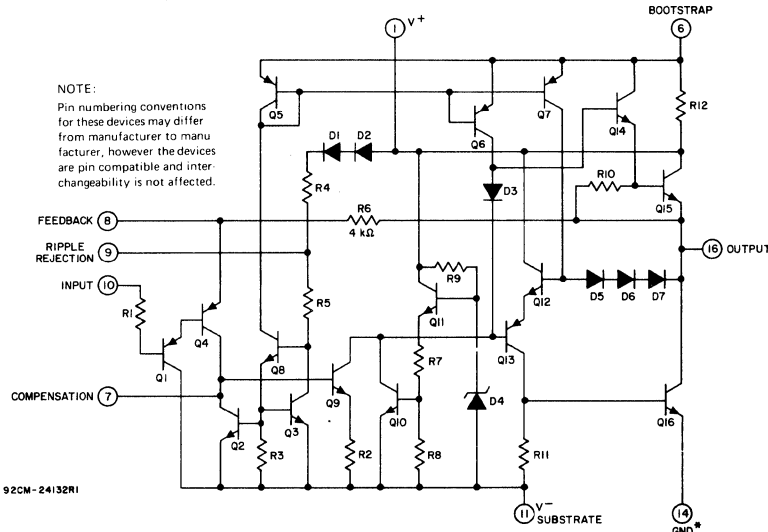 BOOTSTRAP
1 V+
6
NOTE:
Pin numbering conventions
for these devices may differ
from manufacturer to manu
facturer, however the devices
are pin compatible and inter-
changeability is not affected.
Q5
Q6
Q7
Q14
R12
D1 D2
R4
D3
R10
Q15
FEEDBACK 8
R6
4 kΩ
RIPPLE
REJECTION 9
16 OUTPUT
INPUT 10
R9
Q12
D5 D6 D7
R1
R5
Q11
Q4
Q13
Q1
Q8
R7
COMPENSATION 7
Q9
D4
Q10
Q16
Q2
Q3
R3
R2
R8
R11
92CM-24132R1
11 V−
SUBSTRATE
14
GND*